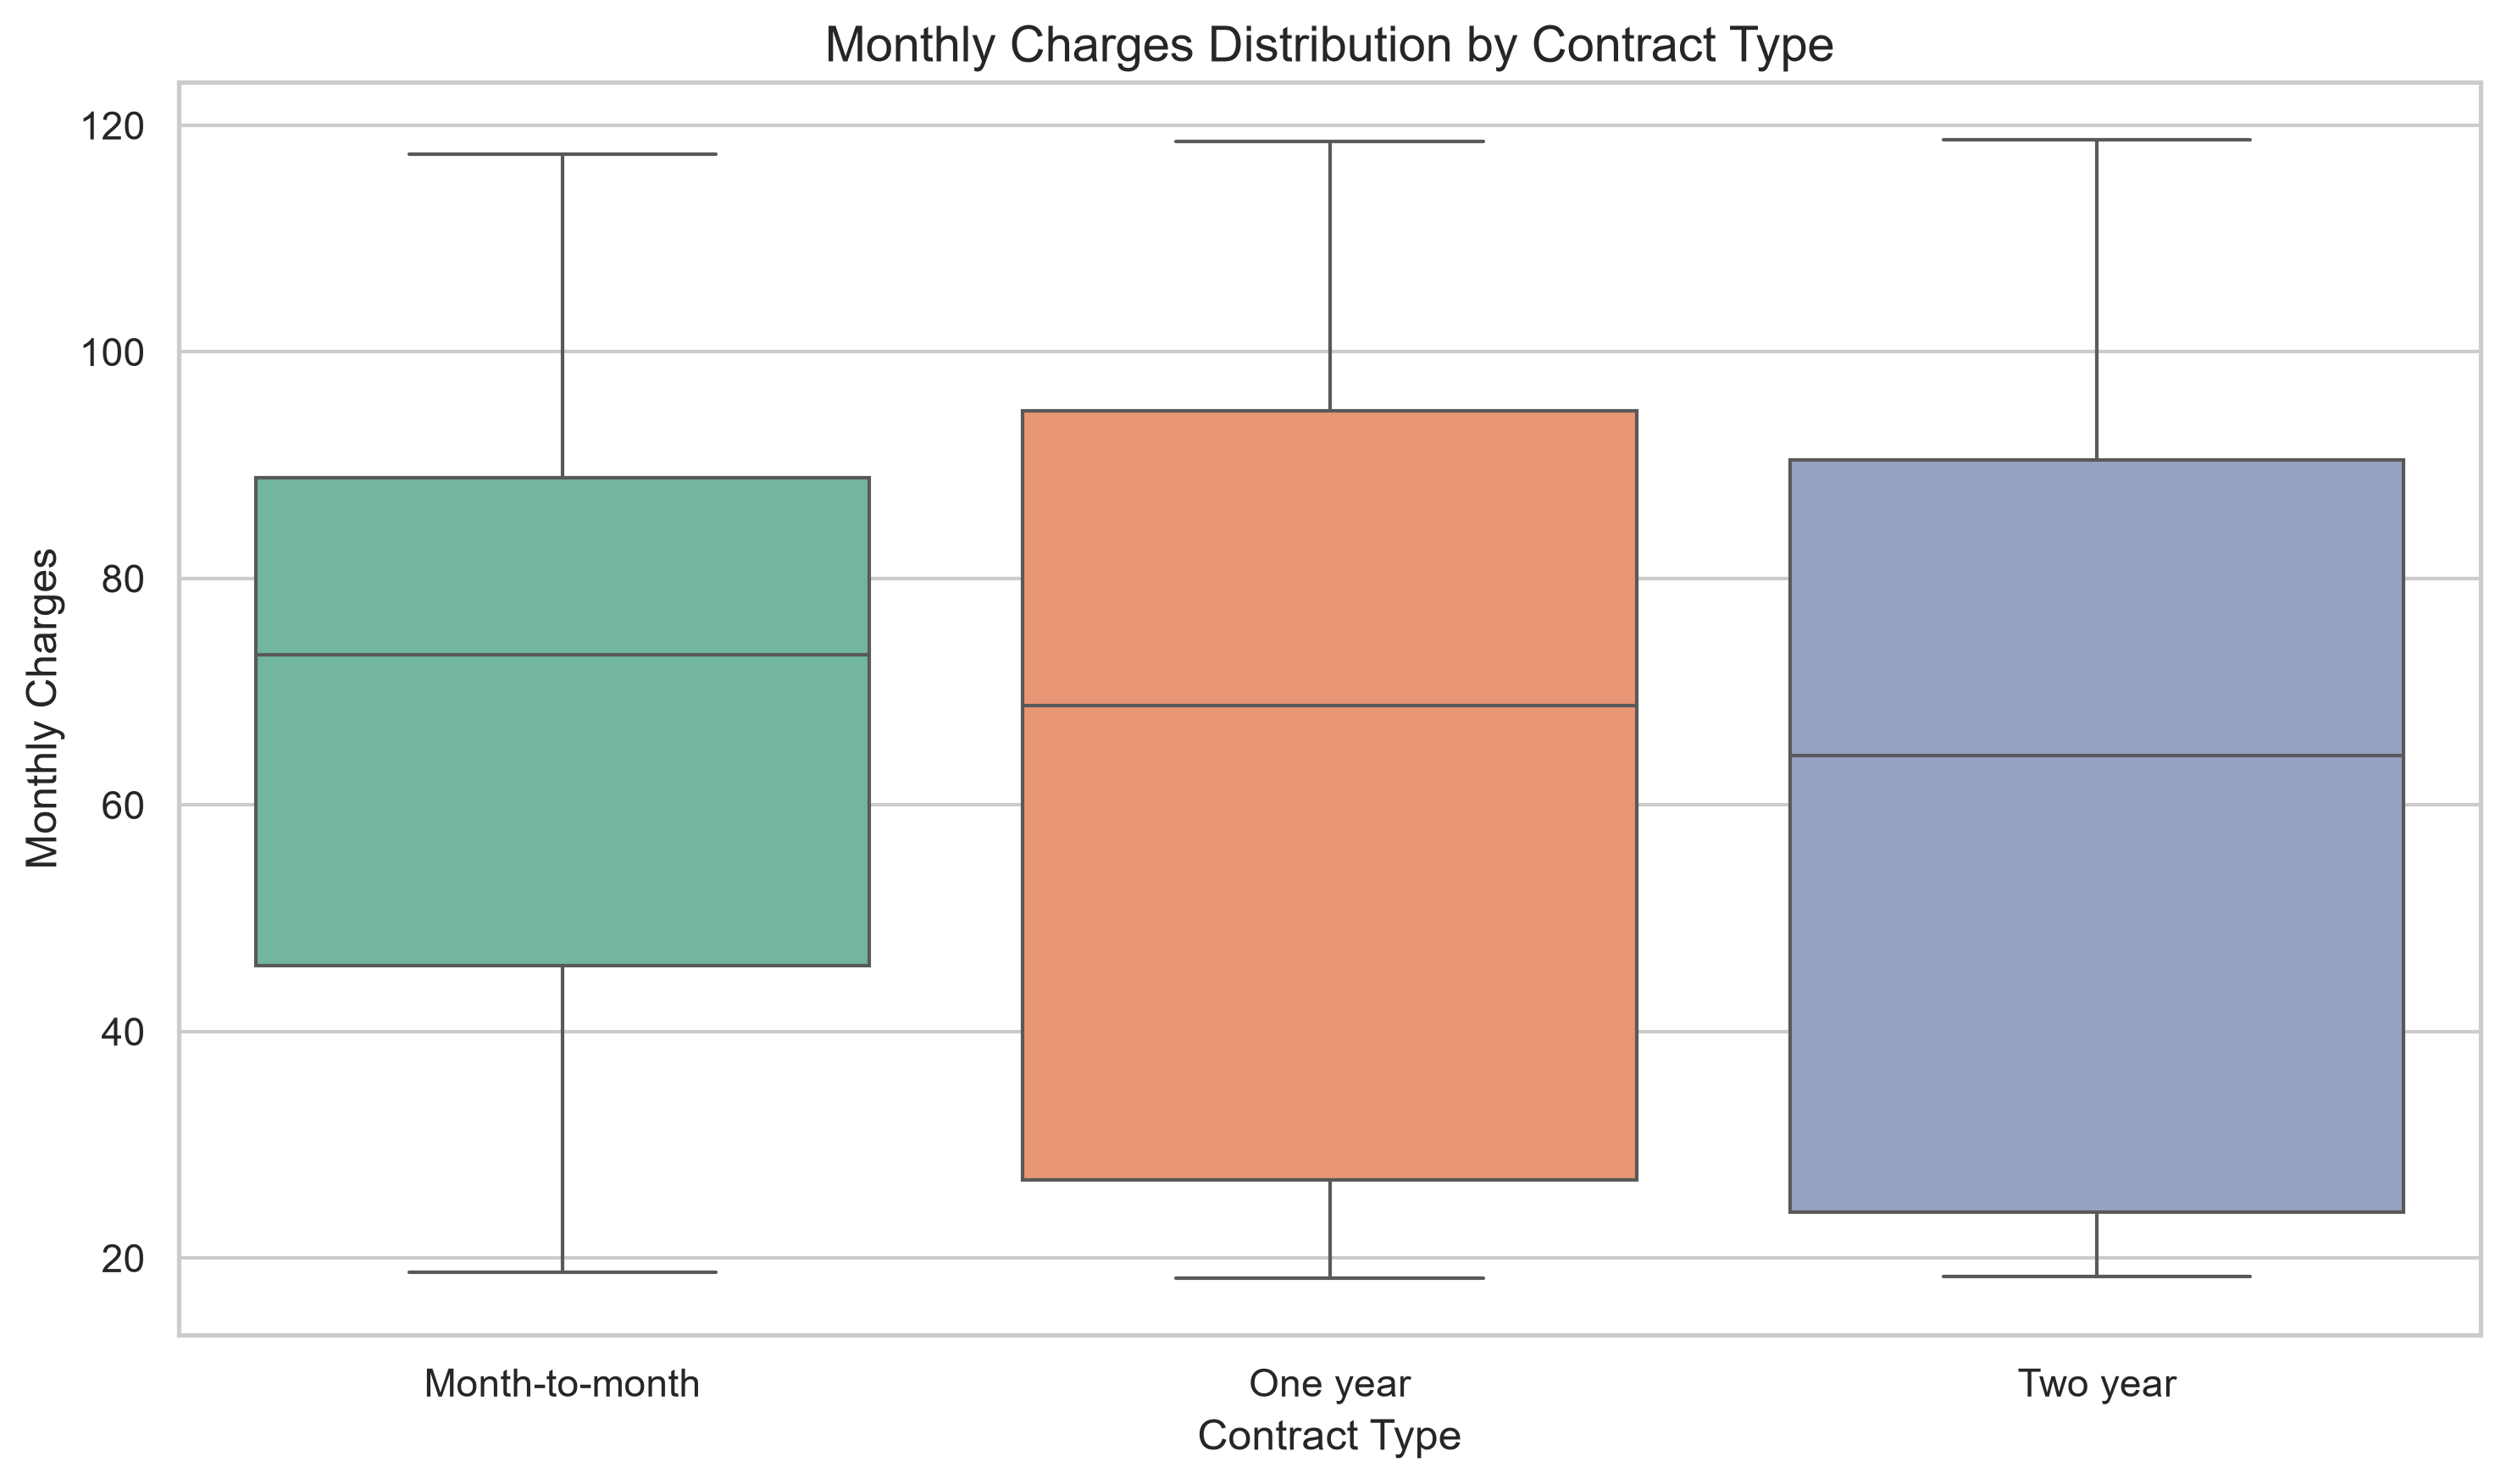 Monthly Charges Distribution by Contract Type
120
100
80
60
40
20
Monthly Charges
Month-to-month
One year
Two year
Contract Type